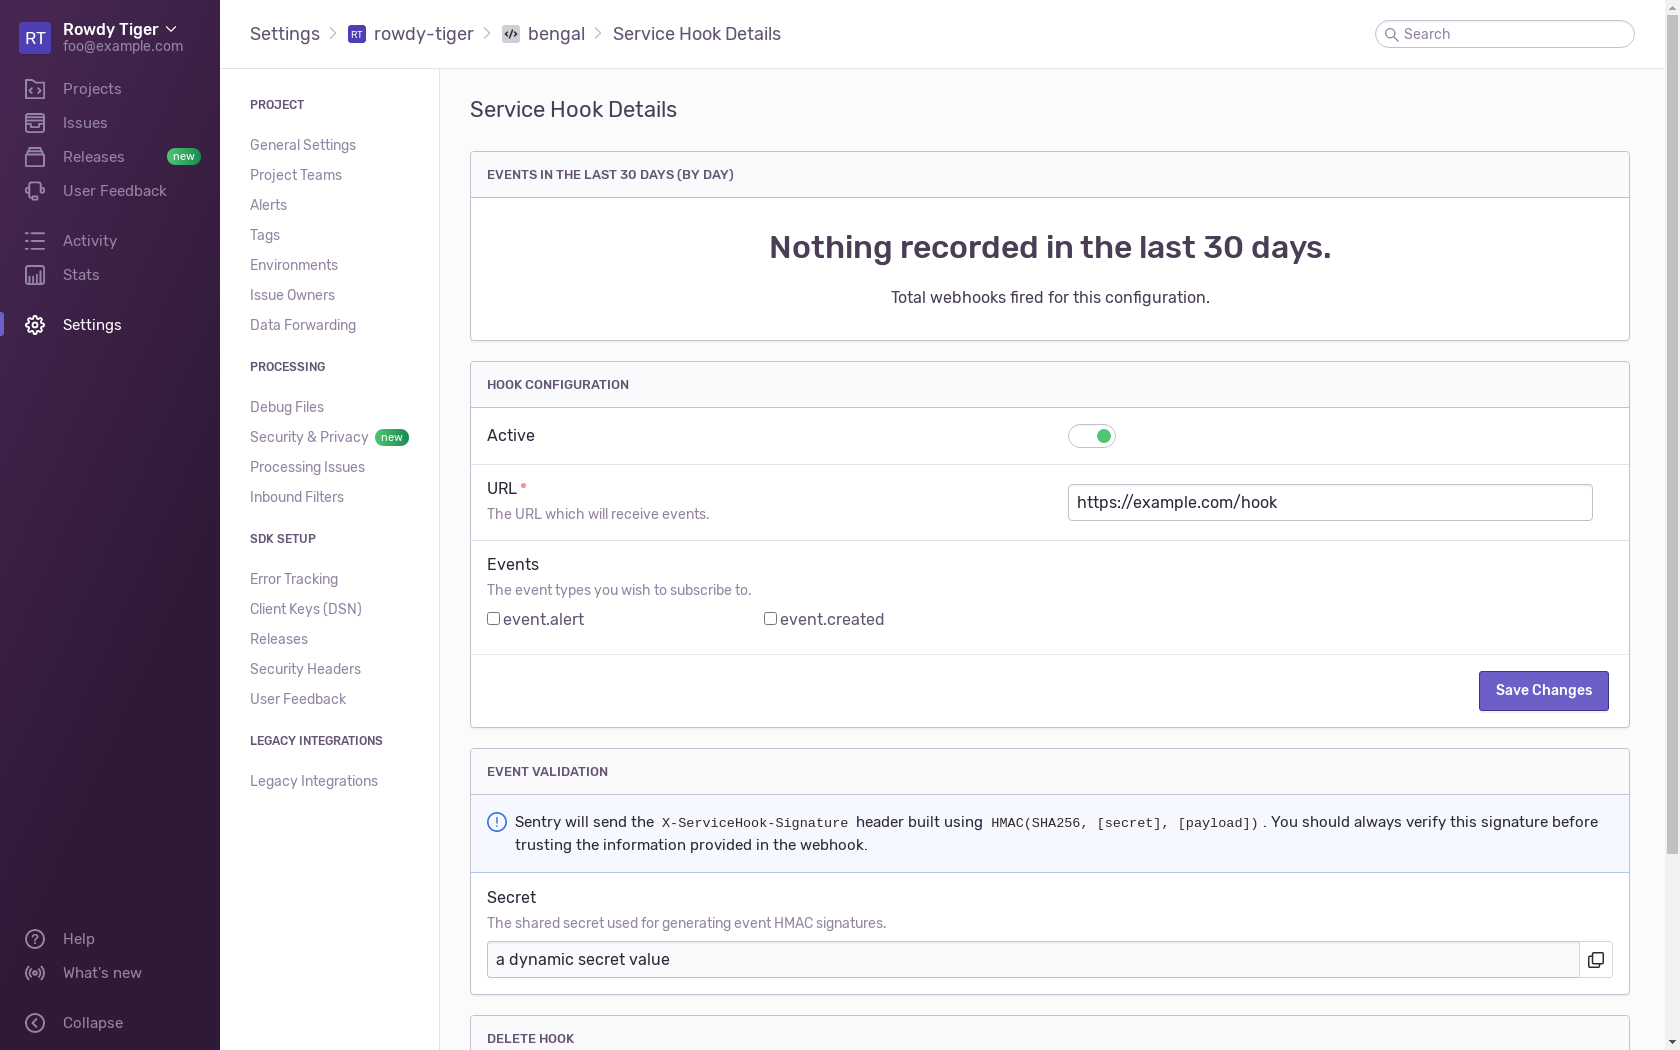 RT
Rowdy Tiger
foo@example.com
Projects
Issues
Releases new
User Feedback
Activity
Stats
Settings
Help
What's new
Collapse
Settings RT rowdy-tiger bengal Service Hook Details
Search
PROJECT
General Settings
Project Teams
Alerts
Tags
Environments
Issue Owners
Data Forwarding
PROCESSING
Debug Files
Security & Privacy new
Processing Issues
Inbound Filters
SDK SETUP
Error Tracking
Client Keys (DSN)
Releases
Security Headers
User Feedback
LEGACY INTEGRATIONS
Legacy Integrations
Service Hook Details
EVENTS IN THE LAST 30 DAYS (BY DAY)
Nothing recorded in the last 30 days.
Total webhooks fired for this configuration.
HOOK CONFIGURATION
Active
URL
The URL which will receive events.
https://example.com/hook
Events
The event types you wish to subscribe to.
event.alert event.created
Save Changes
EVENT VALIDATION
Sentry will send the X-ServiceHook-Signature header built using HMAC(SHA256, [secret], [payload]). You should always verify this signature before
trusting the information provided in the webhook.
Secret
The shared secret used for generating event HMAC signatures.
a dynamic secret value
DELETE HOOK